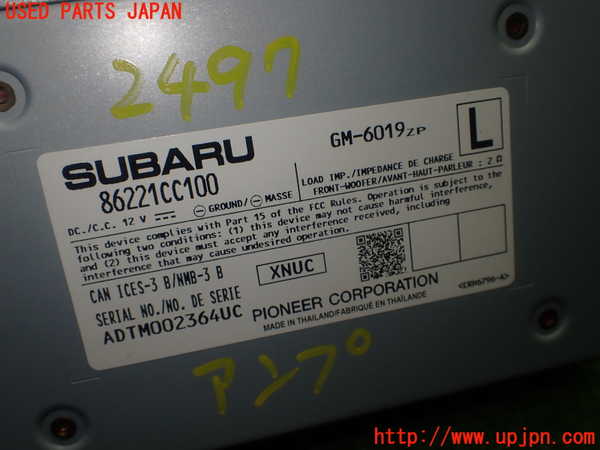 USED PARTS JAPAN
2497
SUBARU
86221CC100
GM-6019ZP
L
DC./C.C. 12 V
GROUND/ MASSE
LOAD IMP./IMPEDANCE DE CHARGE
FRONT-WOOFER/AVANT-HAUT-PARLEUR : 2 Ω
This device complies with Part 15 of the FCC Rules. Operation is subject to the
following two conditions: (1) this device may not cause harmful interference,
and (2) this device must accept any interference received, including
interference that may cause undesired operation.
CAN ICES-3 B/NMB-3 B
XNUC
SERIAL NO./NO. DE SERIE
ADTM002364UC
PIONEER CORPORATION
MADE IN THAILAND/FABRIQUÉ EN THAÏLANDE
<CRH6796-A>
アンプ
UPJ
http://www.upjpn.com/